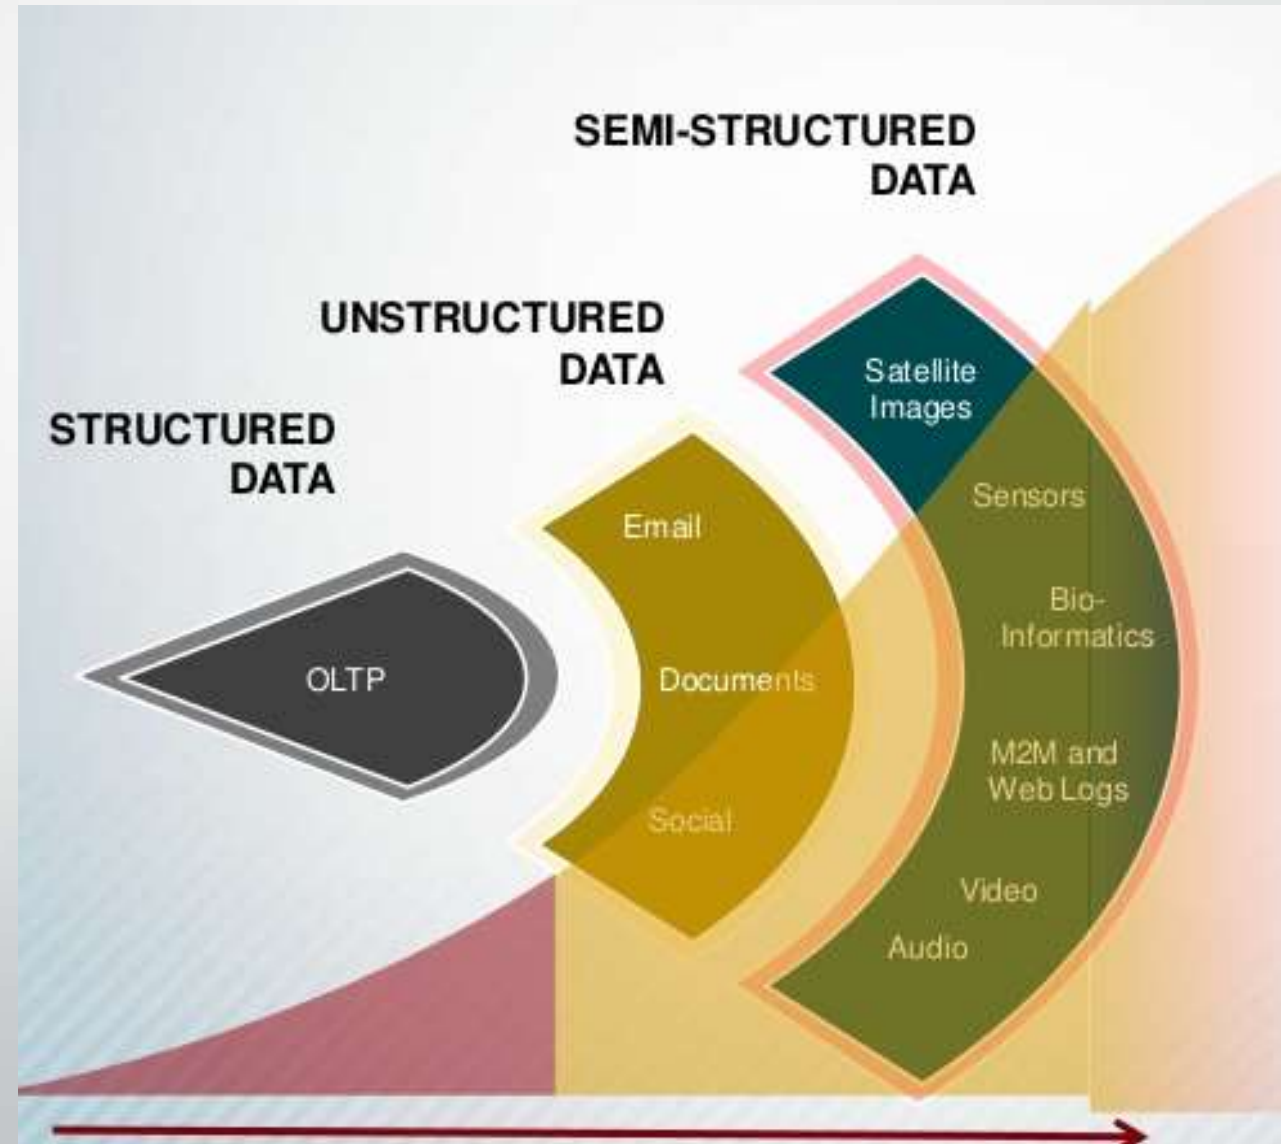 SEMI-STRUCTURED
DATA
UNSTRUCTURED
DATA
STRUCTURED
DATA
OLTP
Email
Documents
Social
Satellite
Images
Sensors
Bio-
Informatics
M2M and
Web Logs
Video
Audio